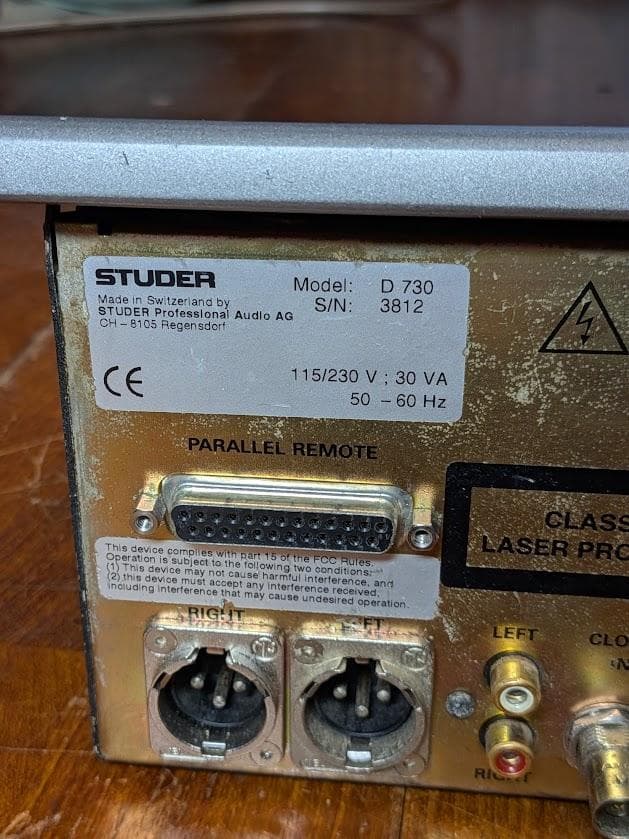 STUDER
Made in Switzerland by
STUDER Professional Audio AG
CH – 8105 Regensdorf
Model: D 730
S/N: 3812
CE
115/230 V ; 30 VA
50 – 60 Hz
PARALLEL REMOTE
CLASS
LASER PRO
This device complies with part 15 of the FCC Rules.
Operation is subject to the following two conditions:
(1) This device may not cause harmful interference, and
(2) this device must accept any interference received,
including interference that may cause undesired operation.
RIGHT
LEFT
LEFT
CLO
RIGHT